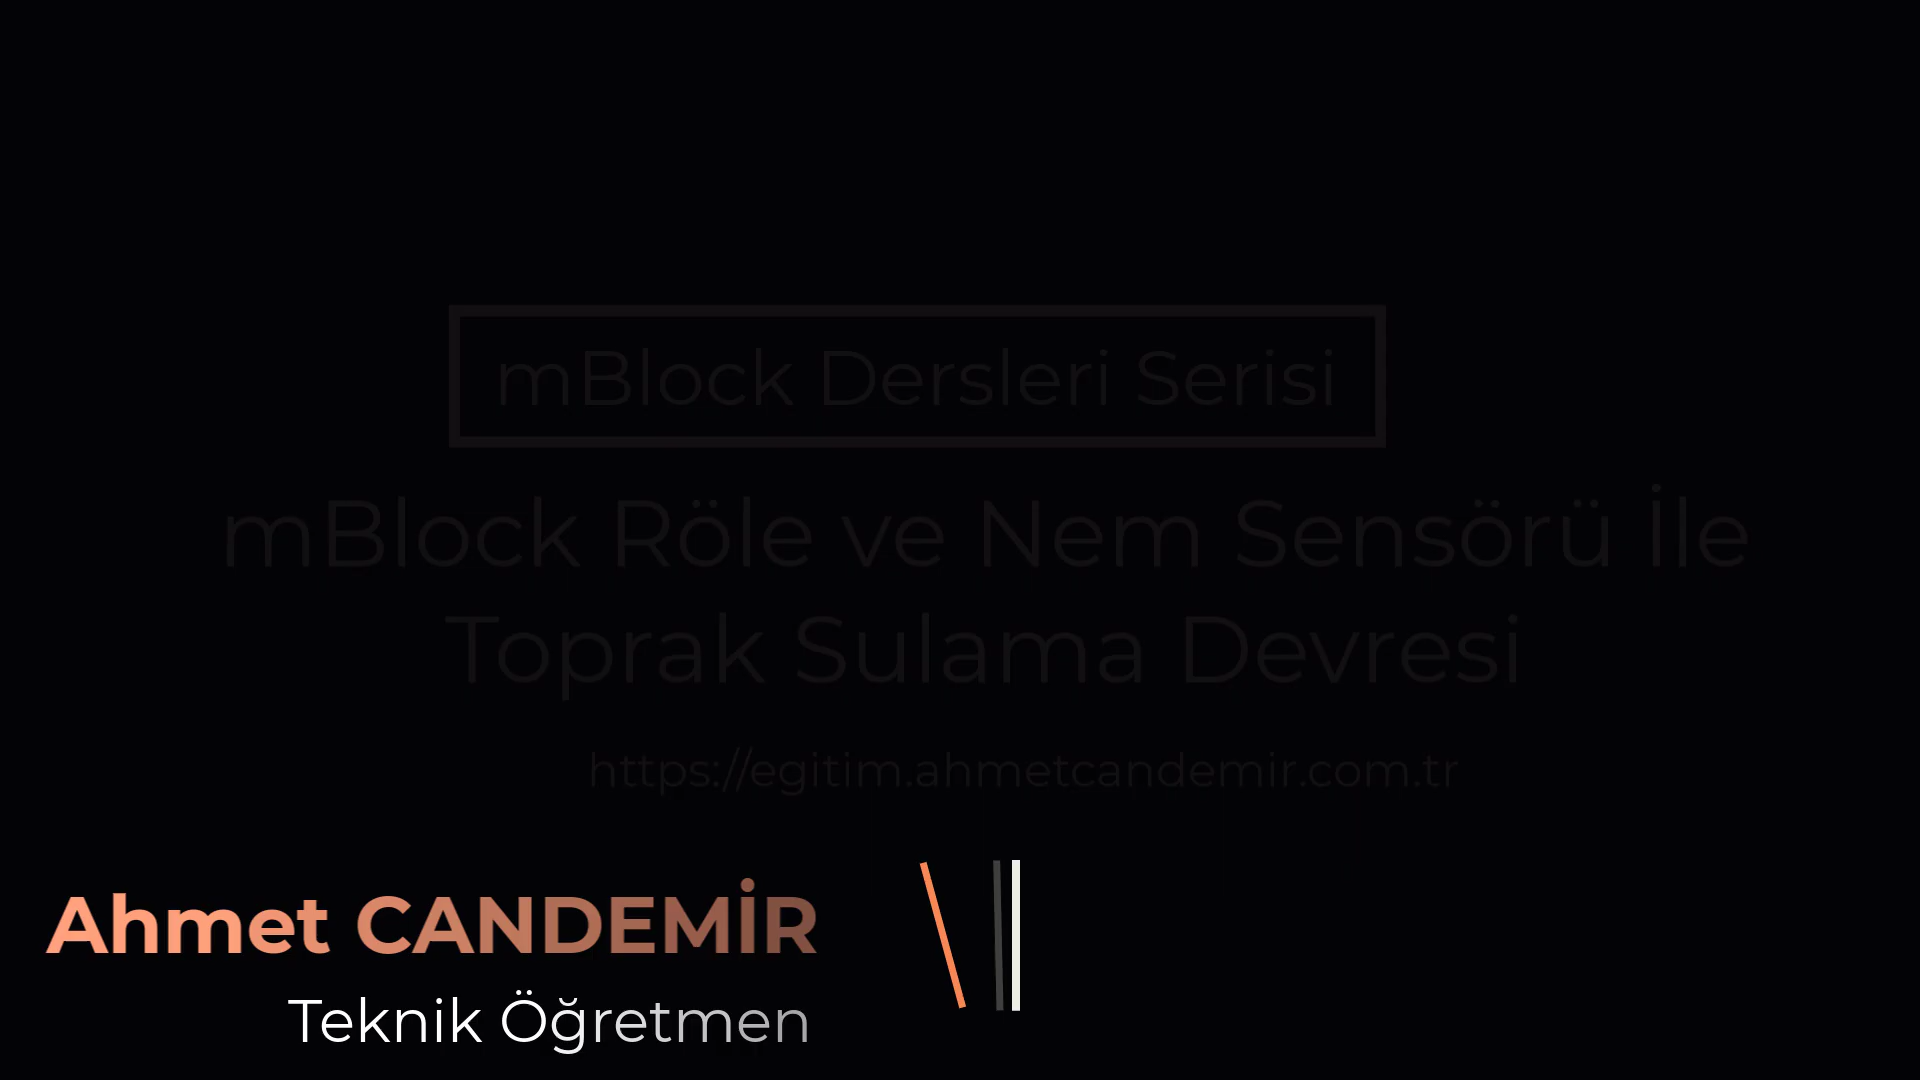 mBlock Dersleri Serisi
mBlock Röle ve Nem Sensörü İle
Toprak Sulama Devresi
https://egitim.ahmetcandemir.com.tr
Ahmet CANDEMİR
Teknik Öğretmen